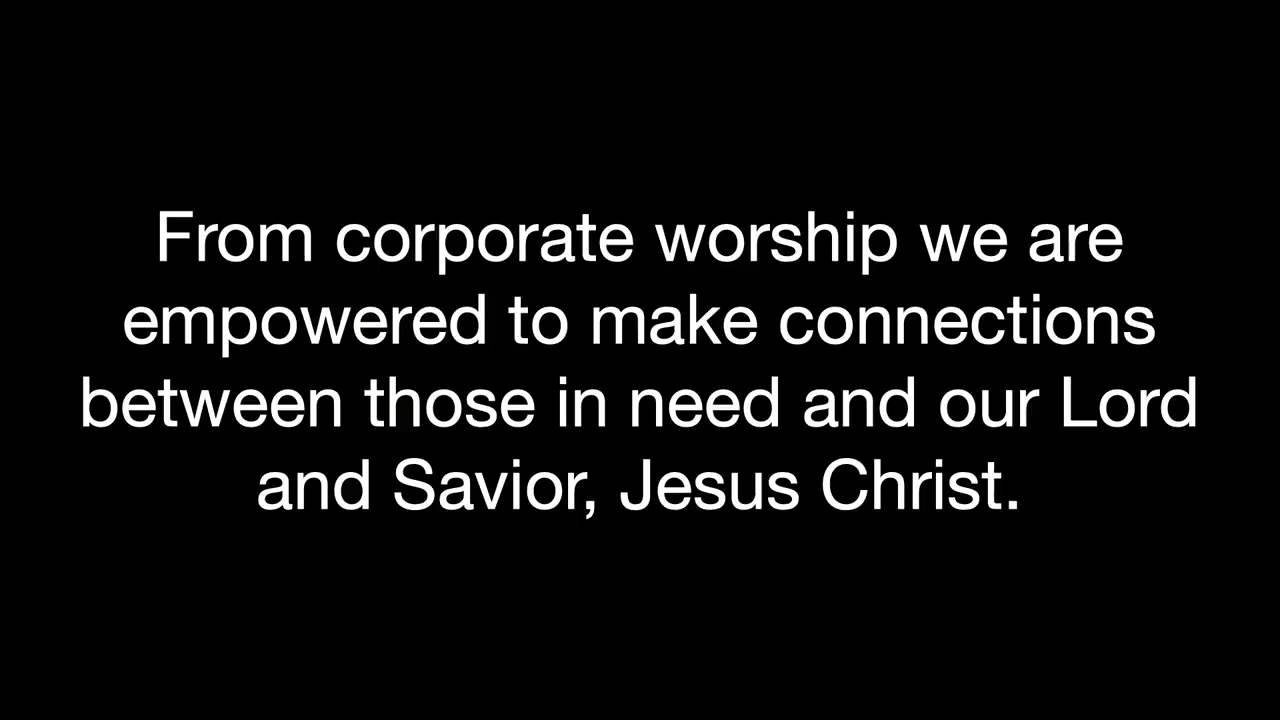 From corporate worship we are
empowered to make connections
between those in need and our Lord
and Savior, Jesus Christ.